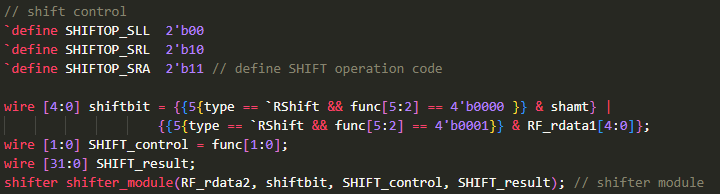 // shift control
`define SHIFTOP_SLL 2'b00
`define SHIFTOP_SRL 2'b10
`define SHIFTOP_SRA 2'b11 // define SHIFT operation code
wire [4:0] shiftbit = {{5{type == `RShift && func[5:2] == 4'b0000 }} & shamt} |
{{5{type == `RShift && func[5:2] == 4'b0001}} & RF_rdata1[4:0]};
wire [1:0] SHIFT_control = func[1:0];
wire [31:0] SHIFT_result;
shifter shifter_module(RF_rdata2, shiftbit, SHIFT_control, SHIFT_result); // shifter module